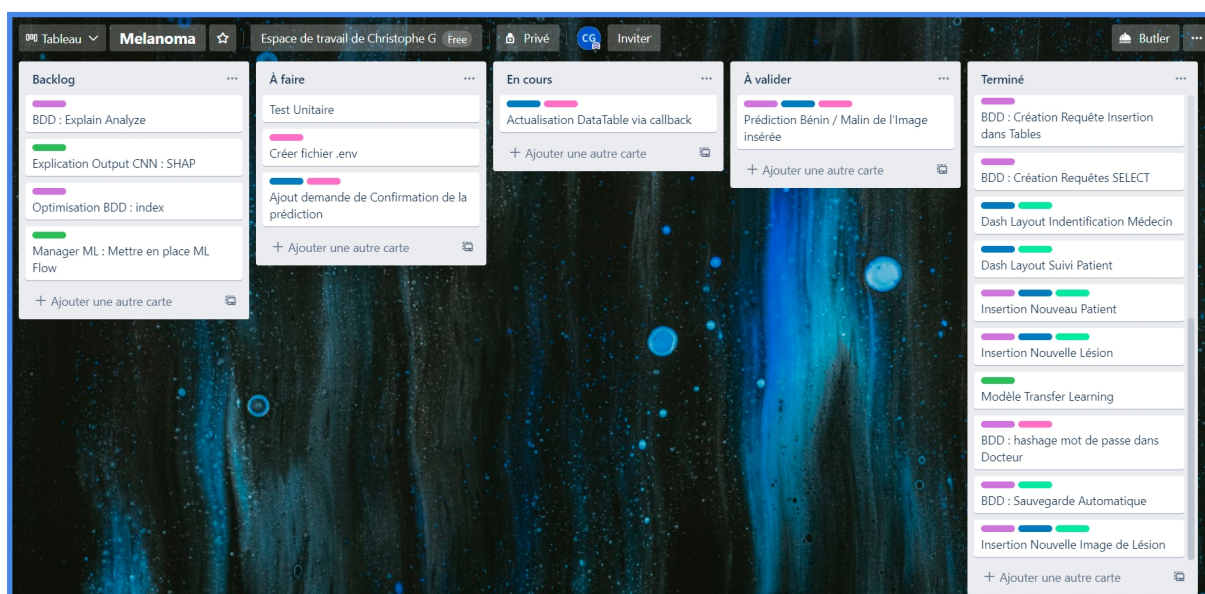 Tableau
Melanoma
Espace de travail de Christophe G Free
Privé
CG
Inviter
Butler
Backlog
BDD : Explain Analyze
Explication Output CNN : SHAP
Optimisation BDD : index
Manager ML : Mettre en place ML
Flow
+ Ajouter une autre carte
À faire
Test Unitaire
Créer fichier .env
Ajout demande de Confirmation de la
prédiction
+ Ajouter une autre carte
En cours
Actualisation DataTable via callback
+ Ajouter une autre carte
À valider
Prédiction Bénin / Malin de l'Image
insérée
+ Ajouter une autre carte
Terminé
BDD : Création Requête Insertion
dans Tables
BDD : Création Requêtes SELECT
Dash Layout Indentification Médecin
Dash Layout Suivi Patient
Insertion Nouveau Patient
Insertion Nouvelle Lésion
Modèle Transfer Learning
BDD : hashage mot de passe dans
Docteur
BDD : Sauvegarde Automatique
Insertion Nouvelle Image de Lésion
+ Ajouter une autre carte